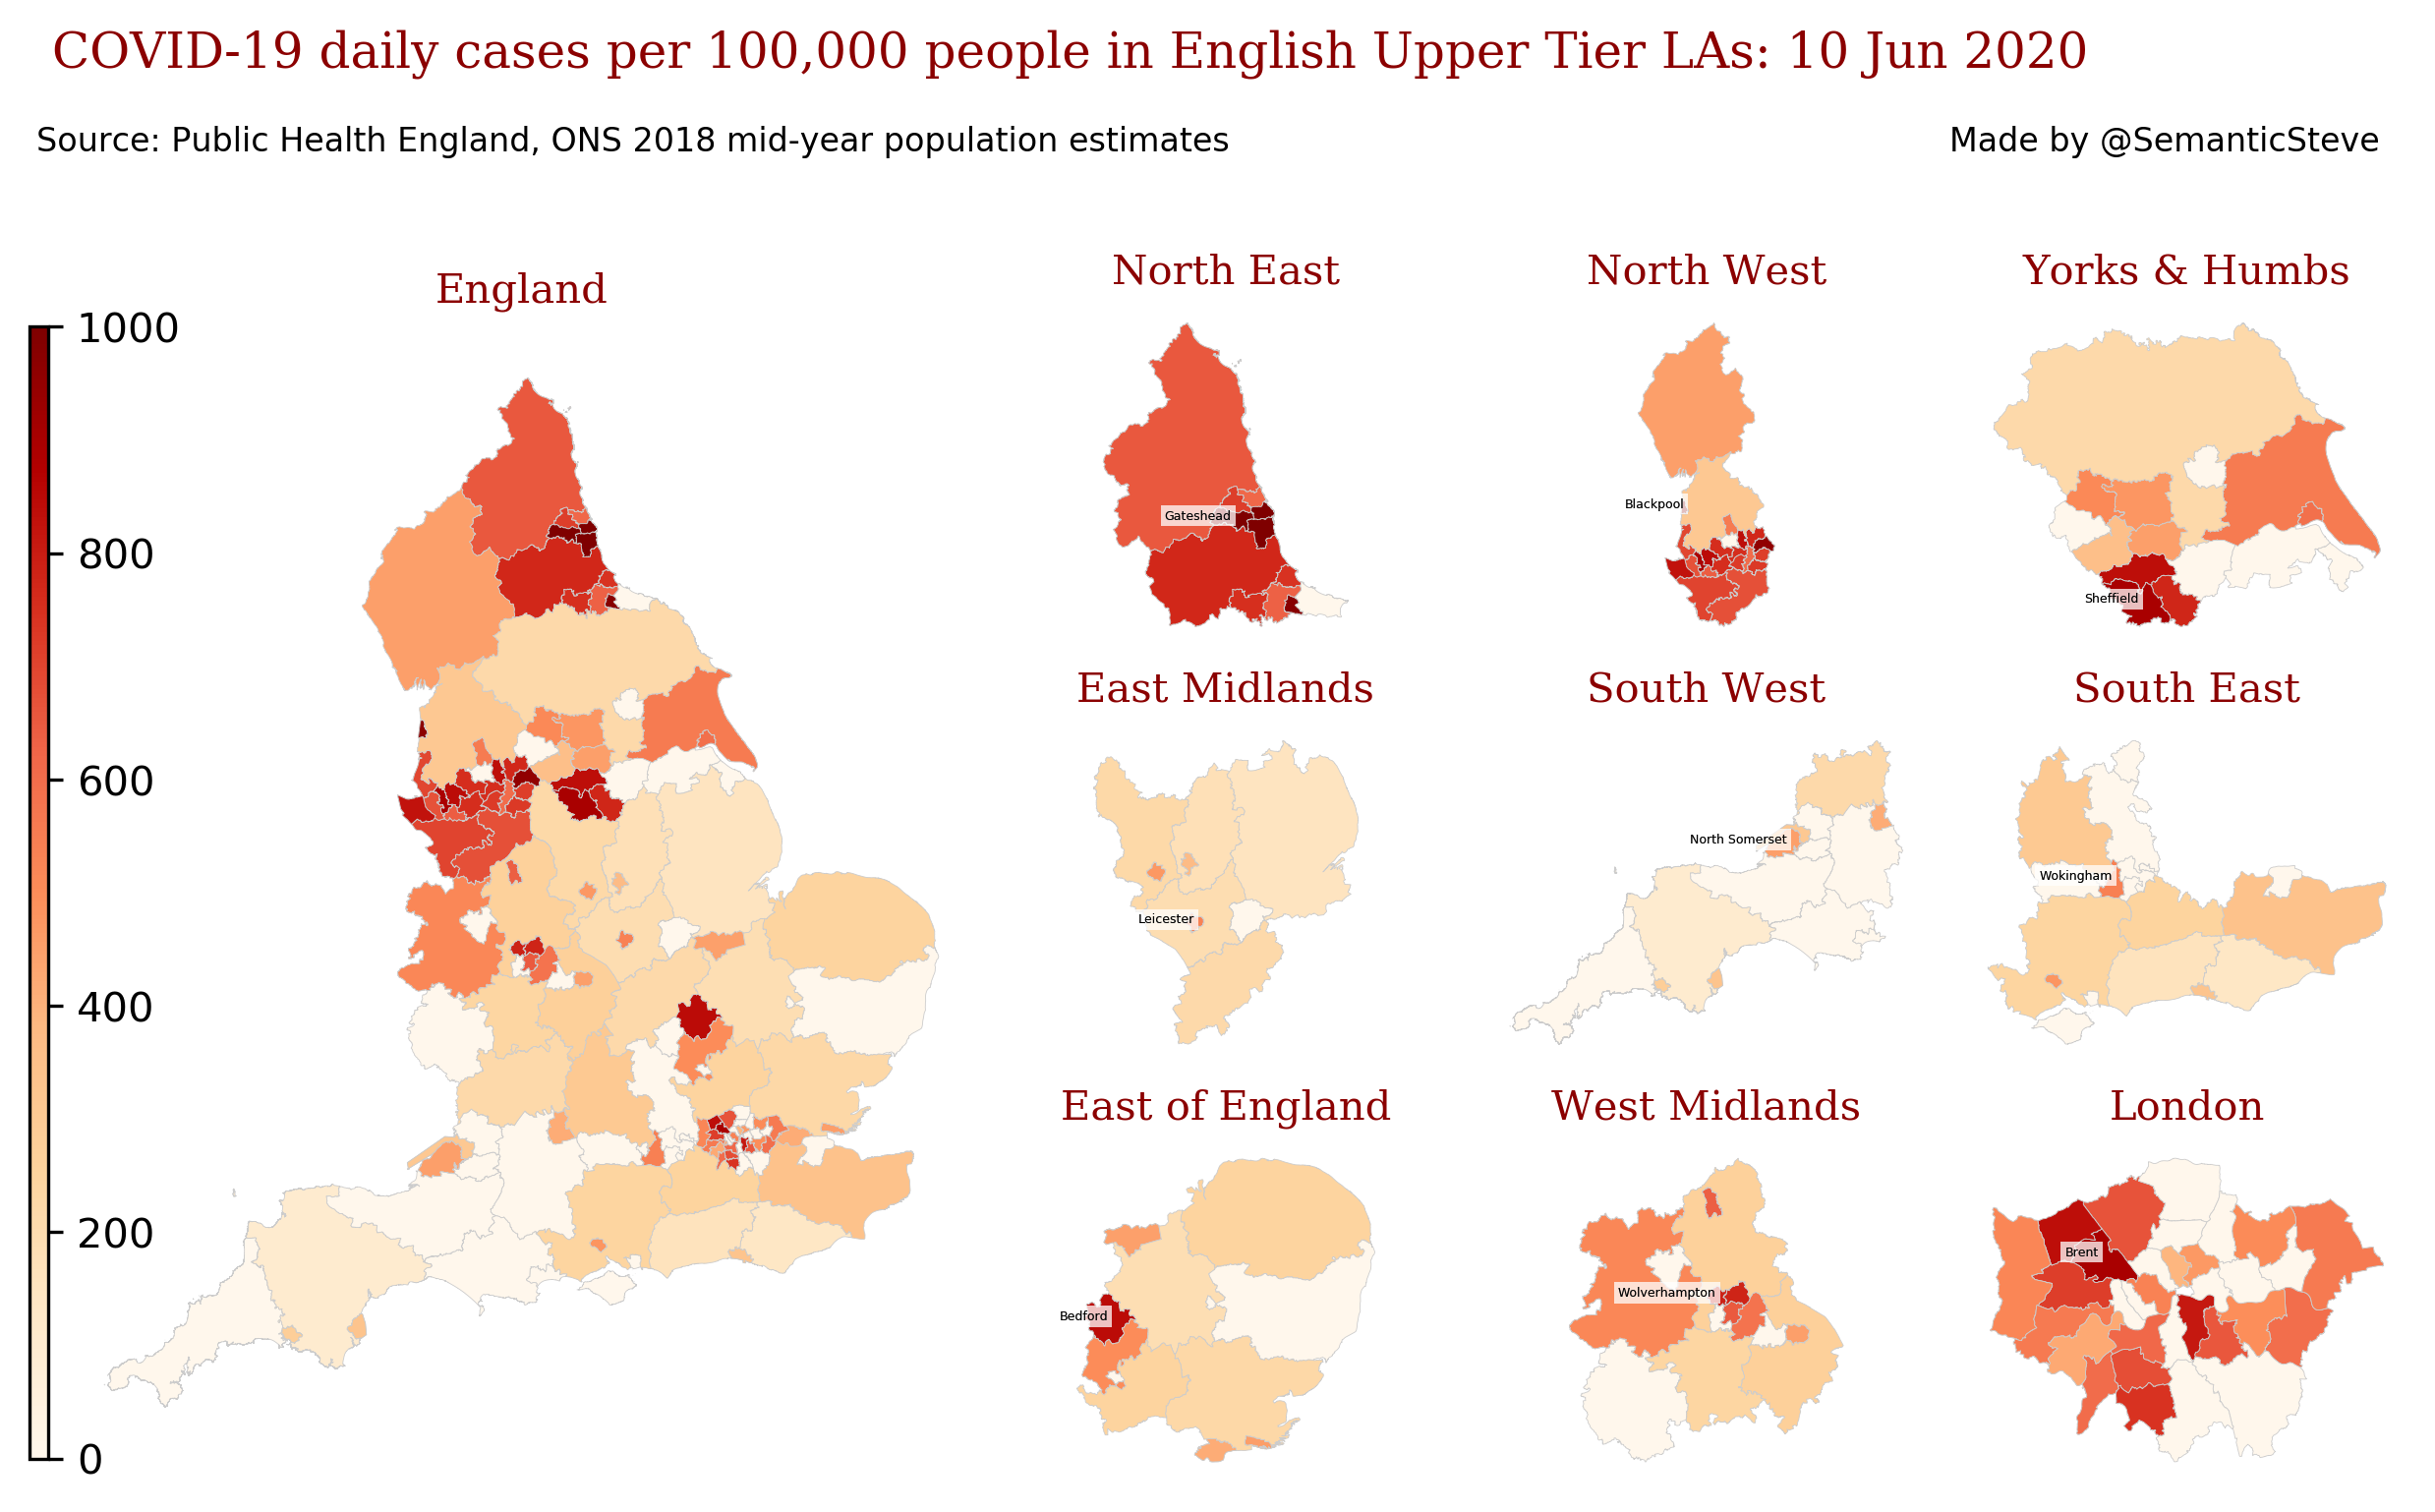 COVID-19 daily cases per 100,000 people in English Upper Tier LAs: 10 Jun 2020
Source: Public Health England, ONS 2018 mid-year population estimates
Made by @SemanticSteve
England
1000
800
600
400
200
0
North East
Gateshead
North West
Blackpool
Yorks & Humbs
Sheffield
East Midlands
Leicester
South West
North Somerset
South East
Wokingham
East of England
Bedford
West Midlands
Wolverhampton
London
Brent